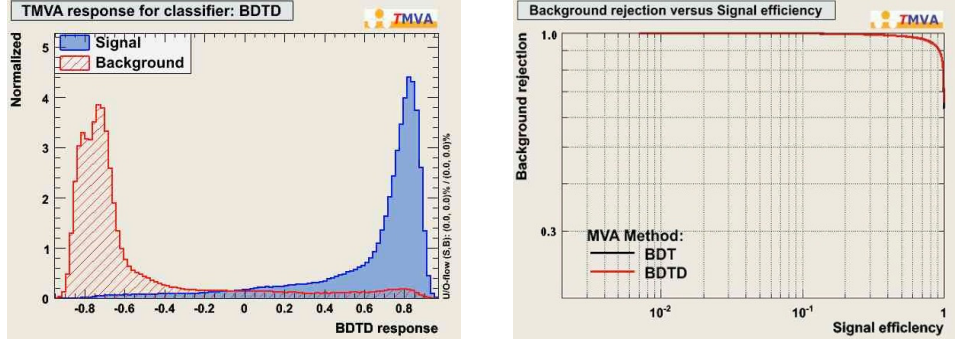 TMVA response for classifier: BDTD
TMVA
Normalized
Signal
Background
5
4
3
2
1
0
-0.8 -0.6 -0.4 -0.2 0 0.2 0.4 0.6 0.8
BDTD response
U/O-flow (S,B): (0.0, 0.0)% / (0.0, 0.0)%
Background rejection versus Signal efficiency
TMVA
Background rejection
1.0
0.3
MVA Method:
BDT
BDTD
10-2 10-1 1
Signal efficiency